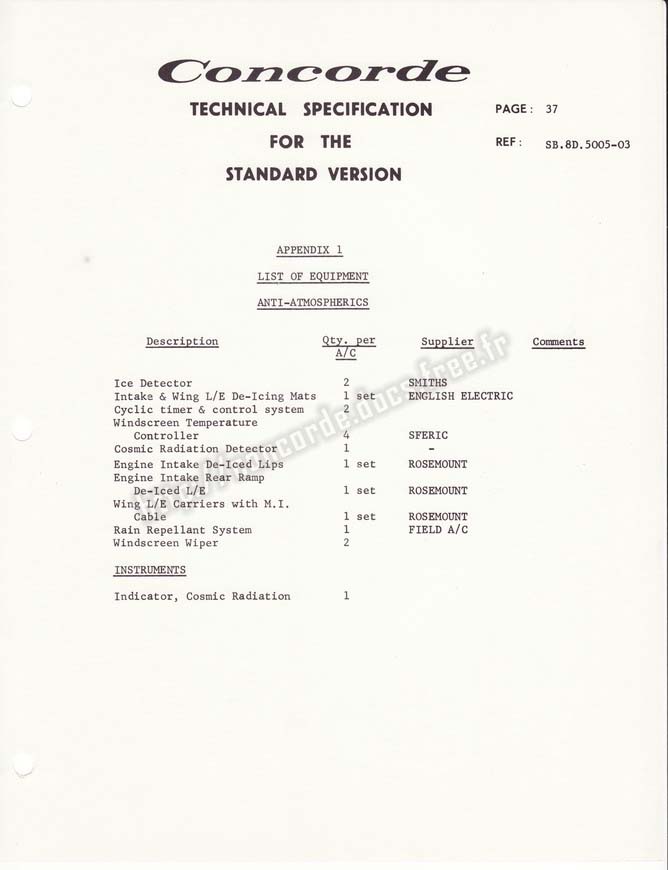 Concorde
TECHNICAL SPECIFICATION PAGE: 37
FOR THE REF: SB.8D.5005-03
STANDARD VERSION
APPENDIX 1
LIST OF EQUIPMENT
ANTI-ATMOSPHERICS
Description Qty. per Supplier Comments
A/C
Ice Detector 2 SMITHS
Intake & Wing L/E De-Icing Mats 1 set ENGLISH ELECTRIC
Cyclic timer & control system 2
Windscreen Temperature
Controller 4 SFERIC
Cosmic Radiation Detector 1 -
Engine Intake De-Iced Lips 1 set ROSEMOUNT
Engine Intake Rear Ramp
De-Iced L/E 1 set ROSEMOUNT
Wing L/E Carriers with M.I.
Cable 1 set ROSEMOUNT
Rain Repellant System 1 FIELD A/C
Windscreen Wiper 2
INSTRUMENTS
Indicator, Cosmic Radiation 1